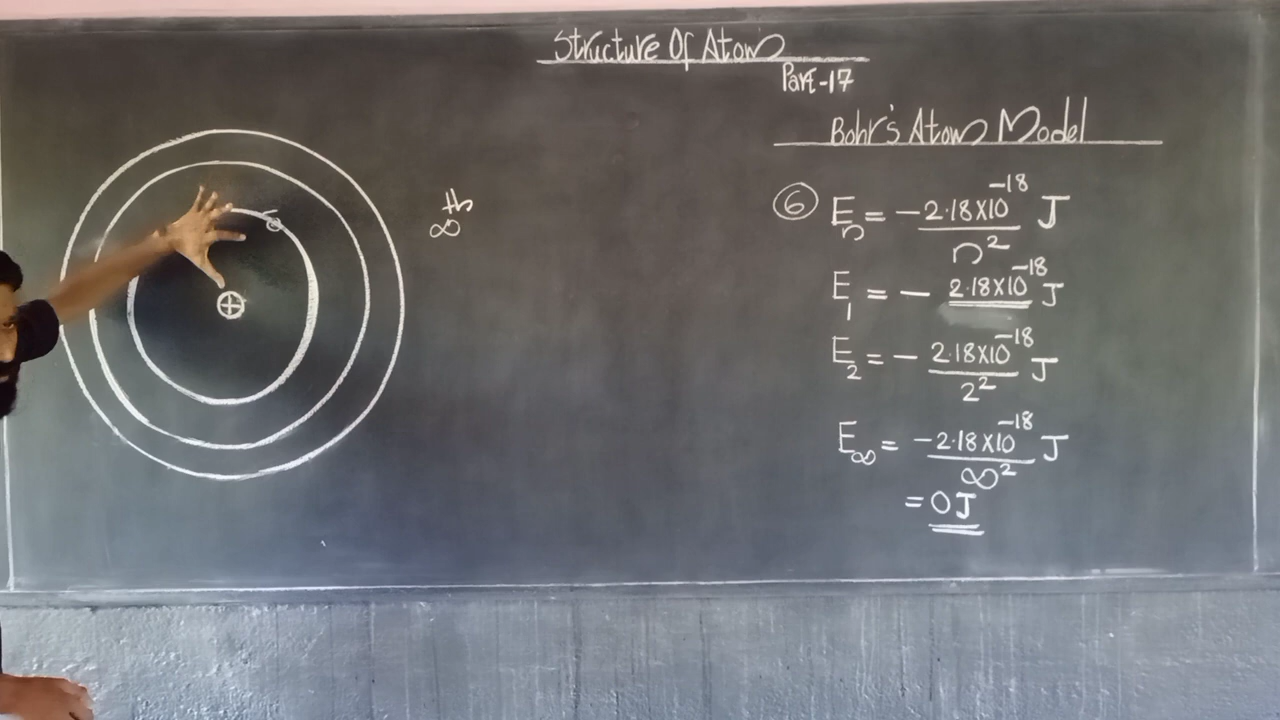 Structure Of Atom
Part-17
Bohr's Atom Model
∞th
⑥ Eₙ = -2.18×10⁻¹⁸/n² J
E₁ = - 2.18×10⁻¹⁸ J
E₂ = - 2.18×10⁻¹⁸/2² J
E∞ = -2.18×10⁻¹⁸/∞² J
= 0 J